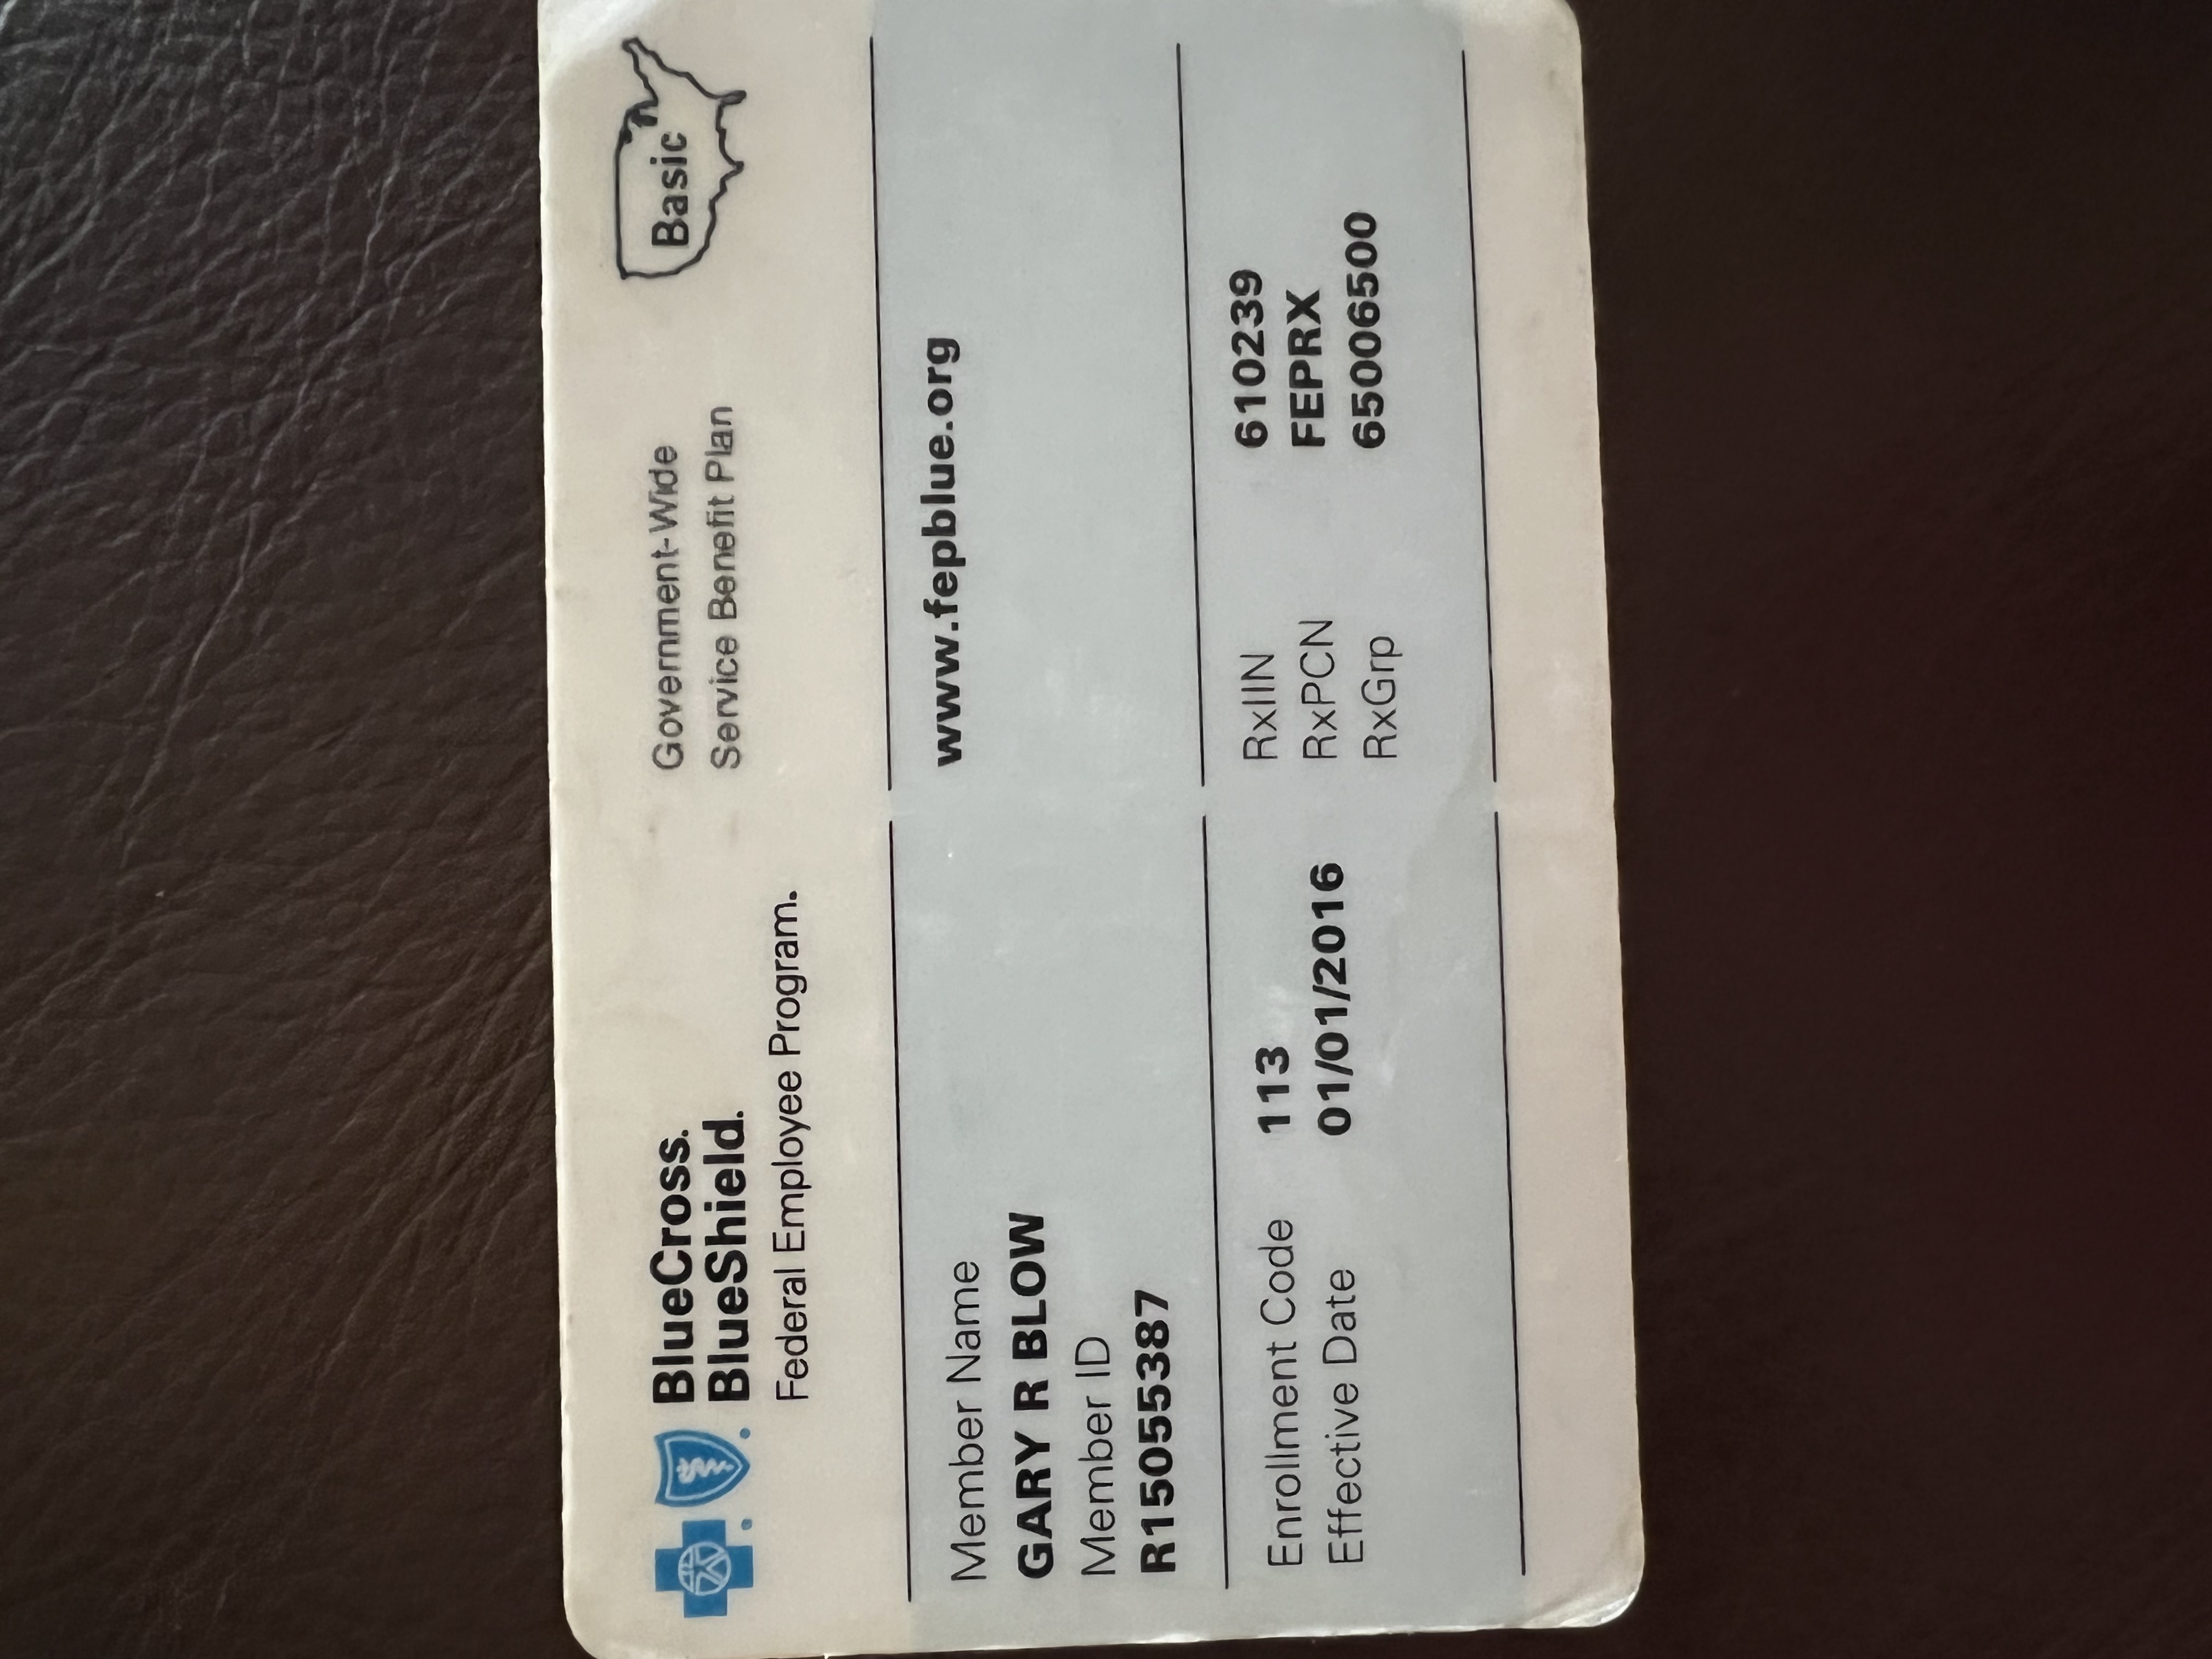 BlueCross.
BlueShield.
Federal Employee Program.
Government-Wide
Service Benefit Plan
Basic
Member Name
GARY R BLOW
Member ID
R15055387
www.fepblue.org
Enrollment Code 113
Effective Date 01/01/2016
RxIIN 610239
RxPCN FEPRX
RxGrp 65006500